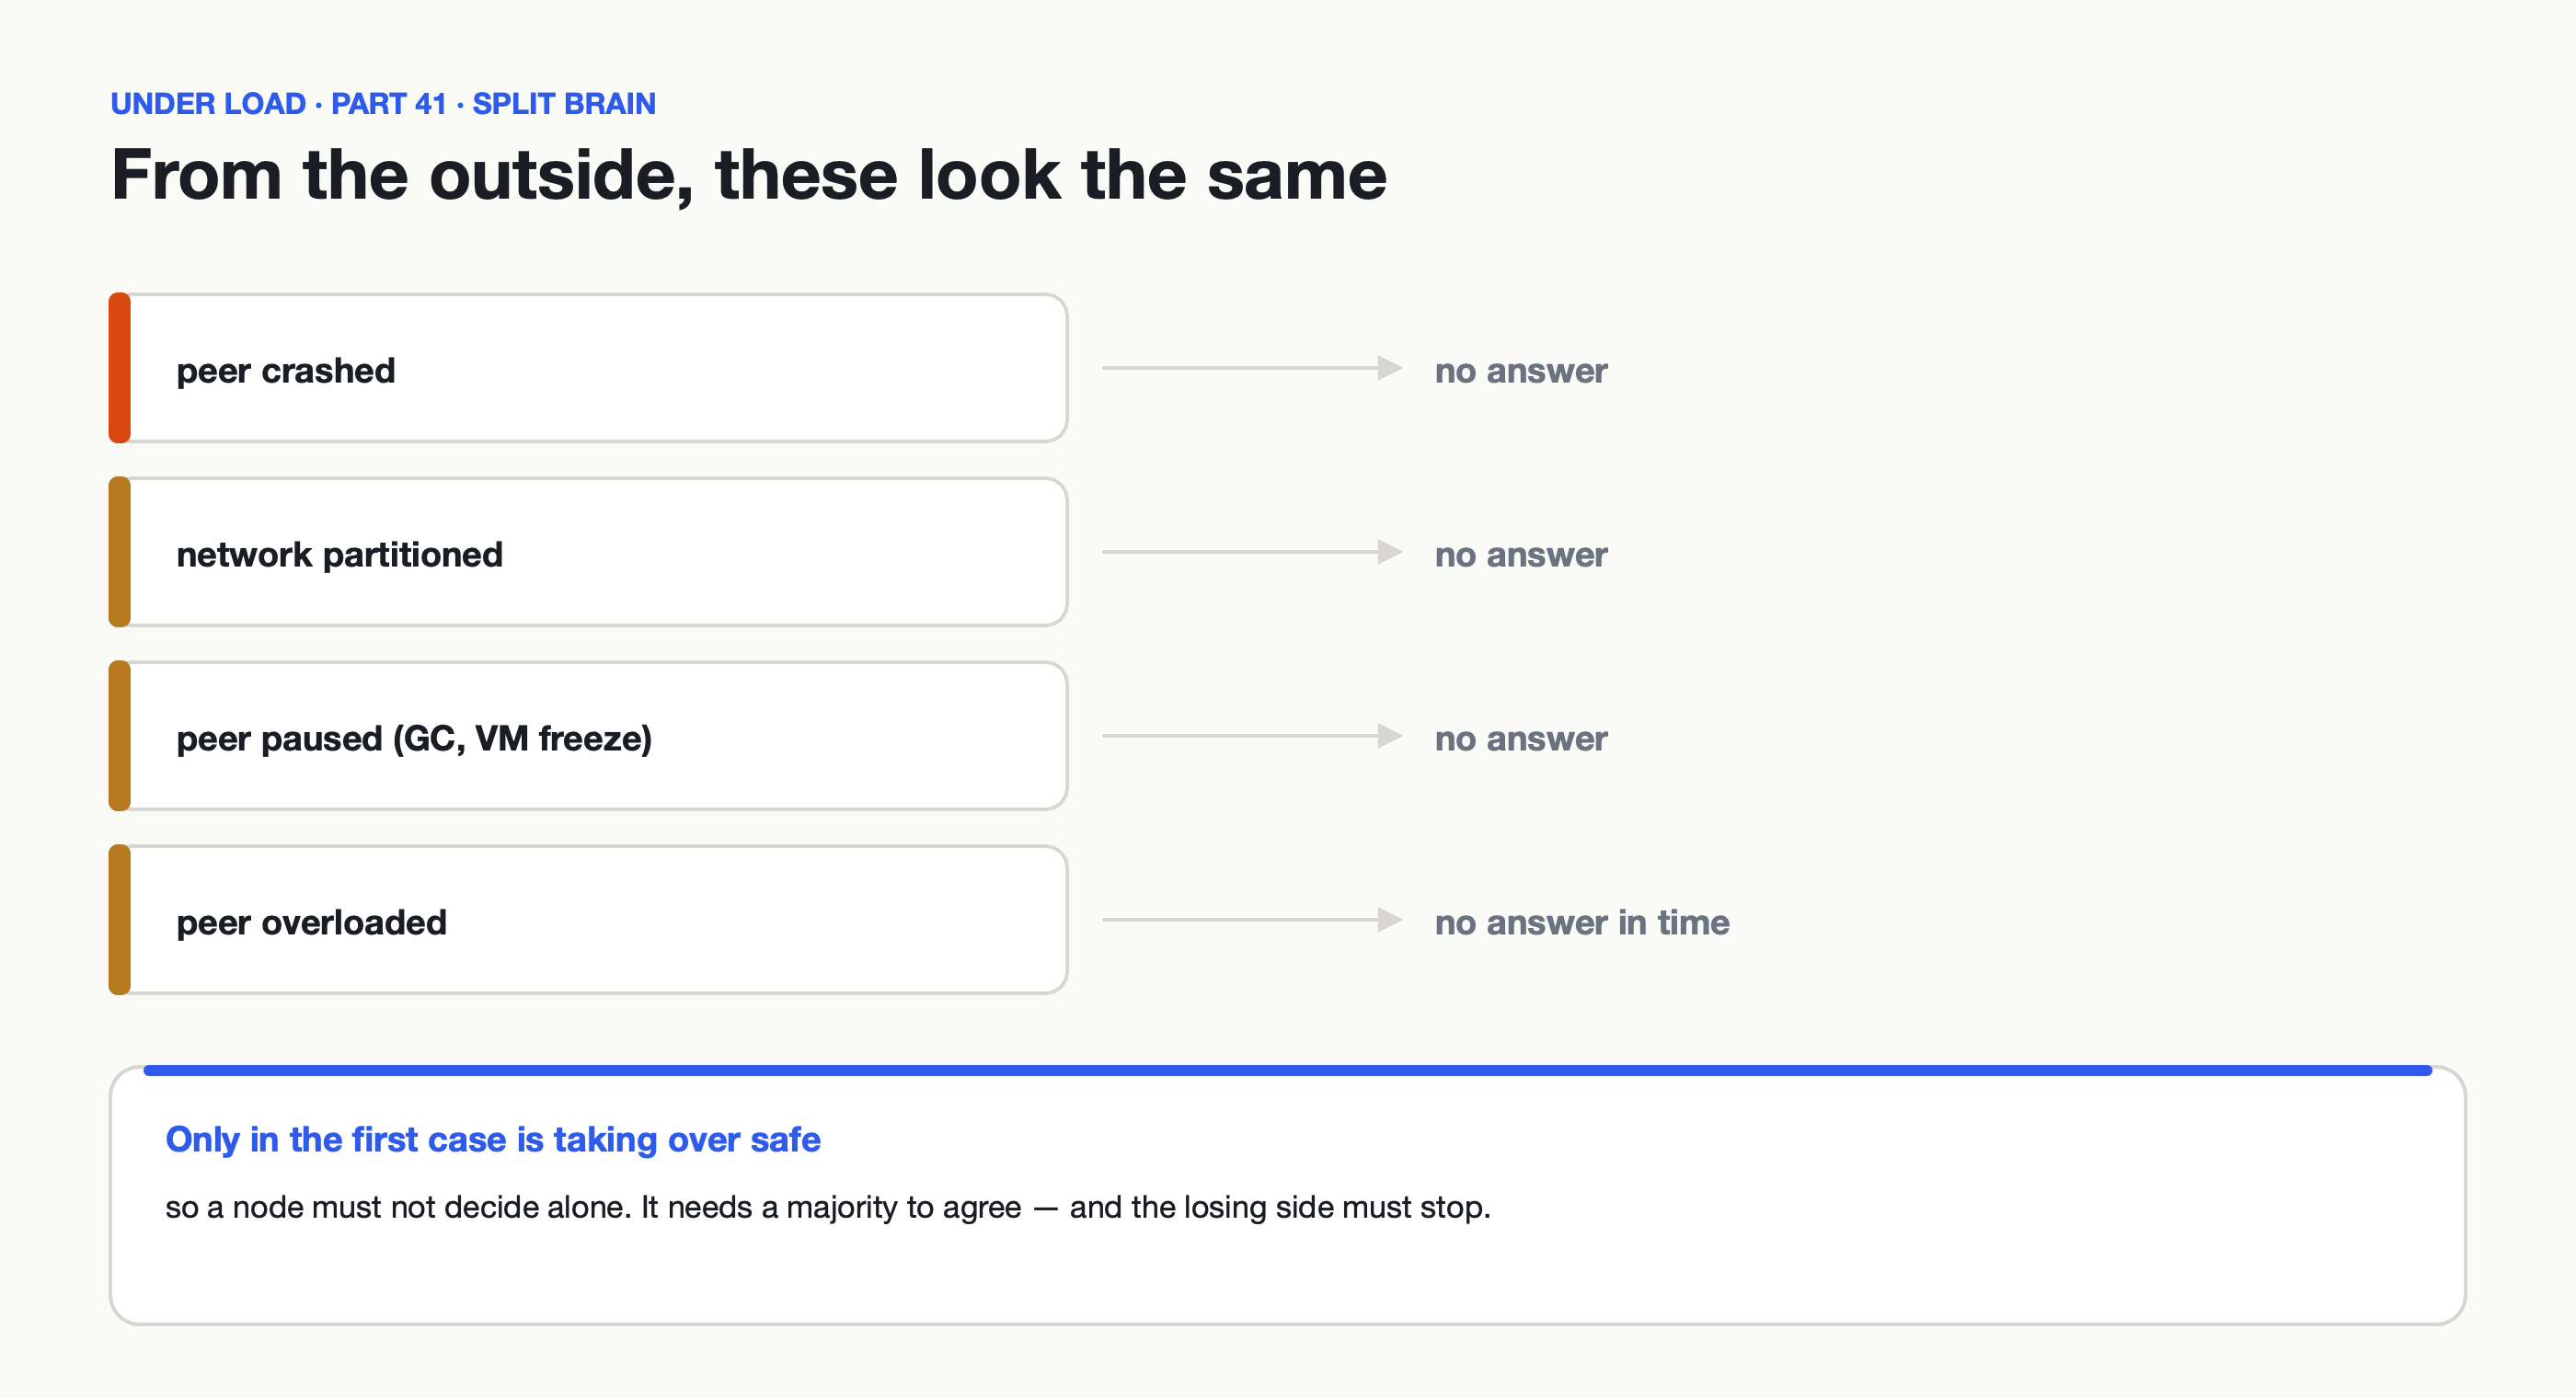 UNDER LOAD · PART 41 · SPLIT BRAIN
From the outside, these look the same
peer crashed
no answer
network partitioned
no answer
peer paused (GC, VM freeze)
no answer
peer overloaded
no answer in time
Only in the first case is taking over safe
so a node must not decide alone. It needs a majority to agree — and the losing side must stop.